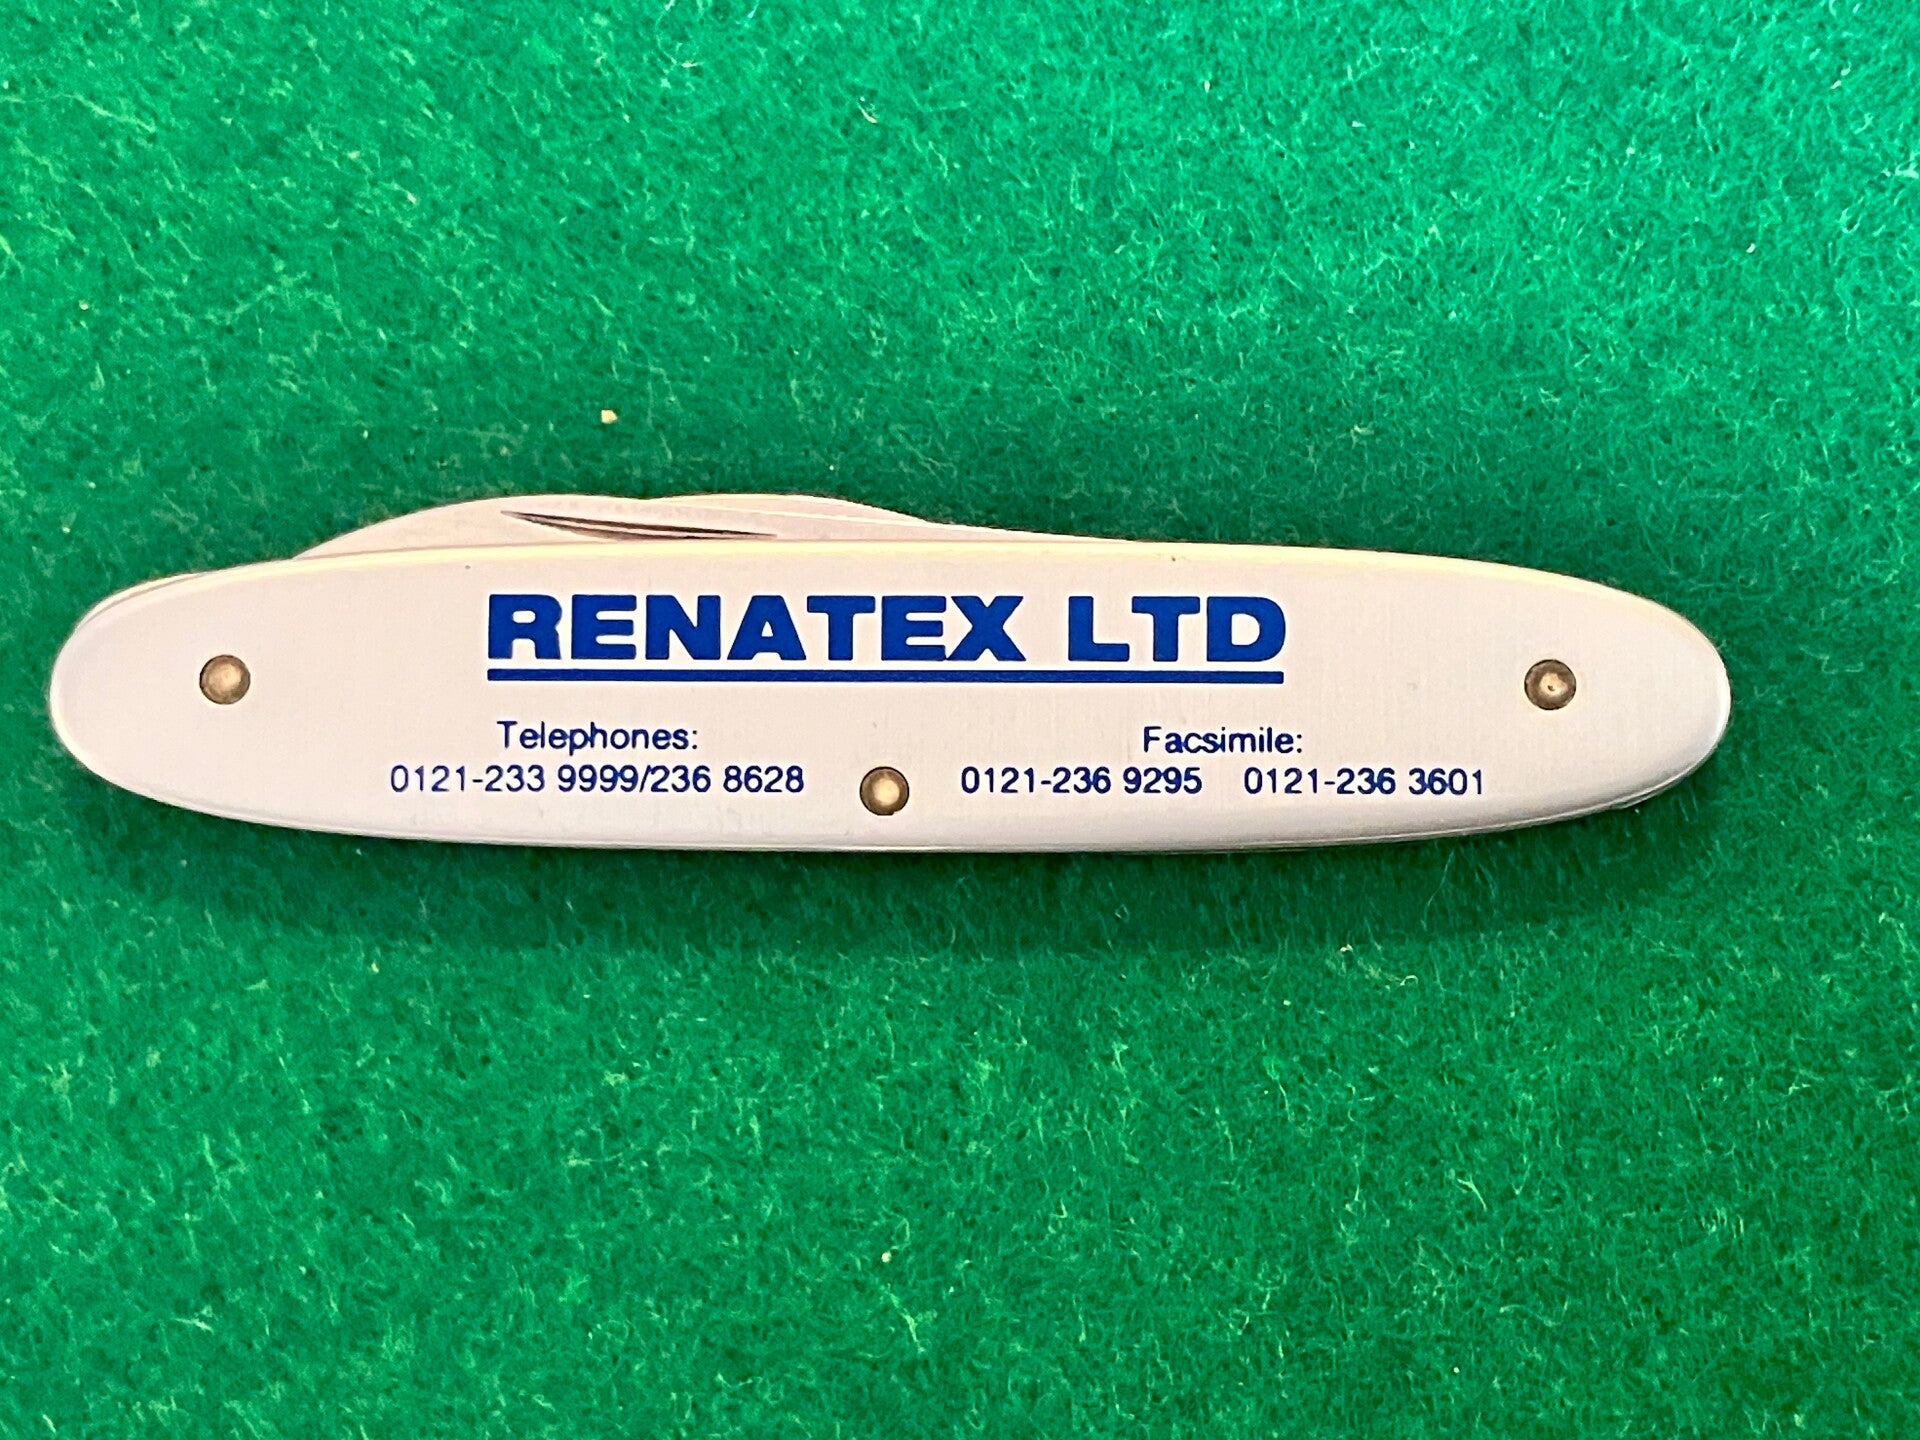 RENATEX LTD
Telephones:
0121-233 9999/236 8628
Facsimile:
0121-236 9295 0121-236 3601